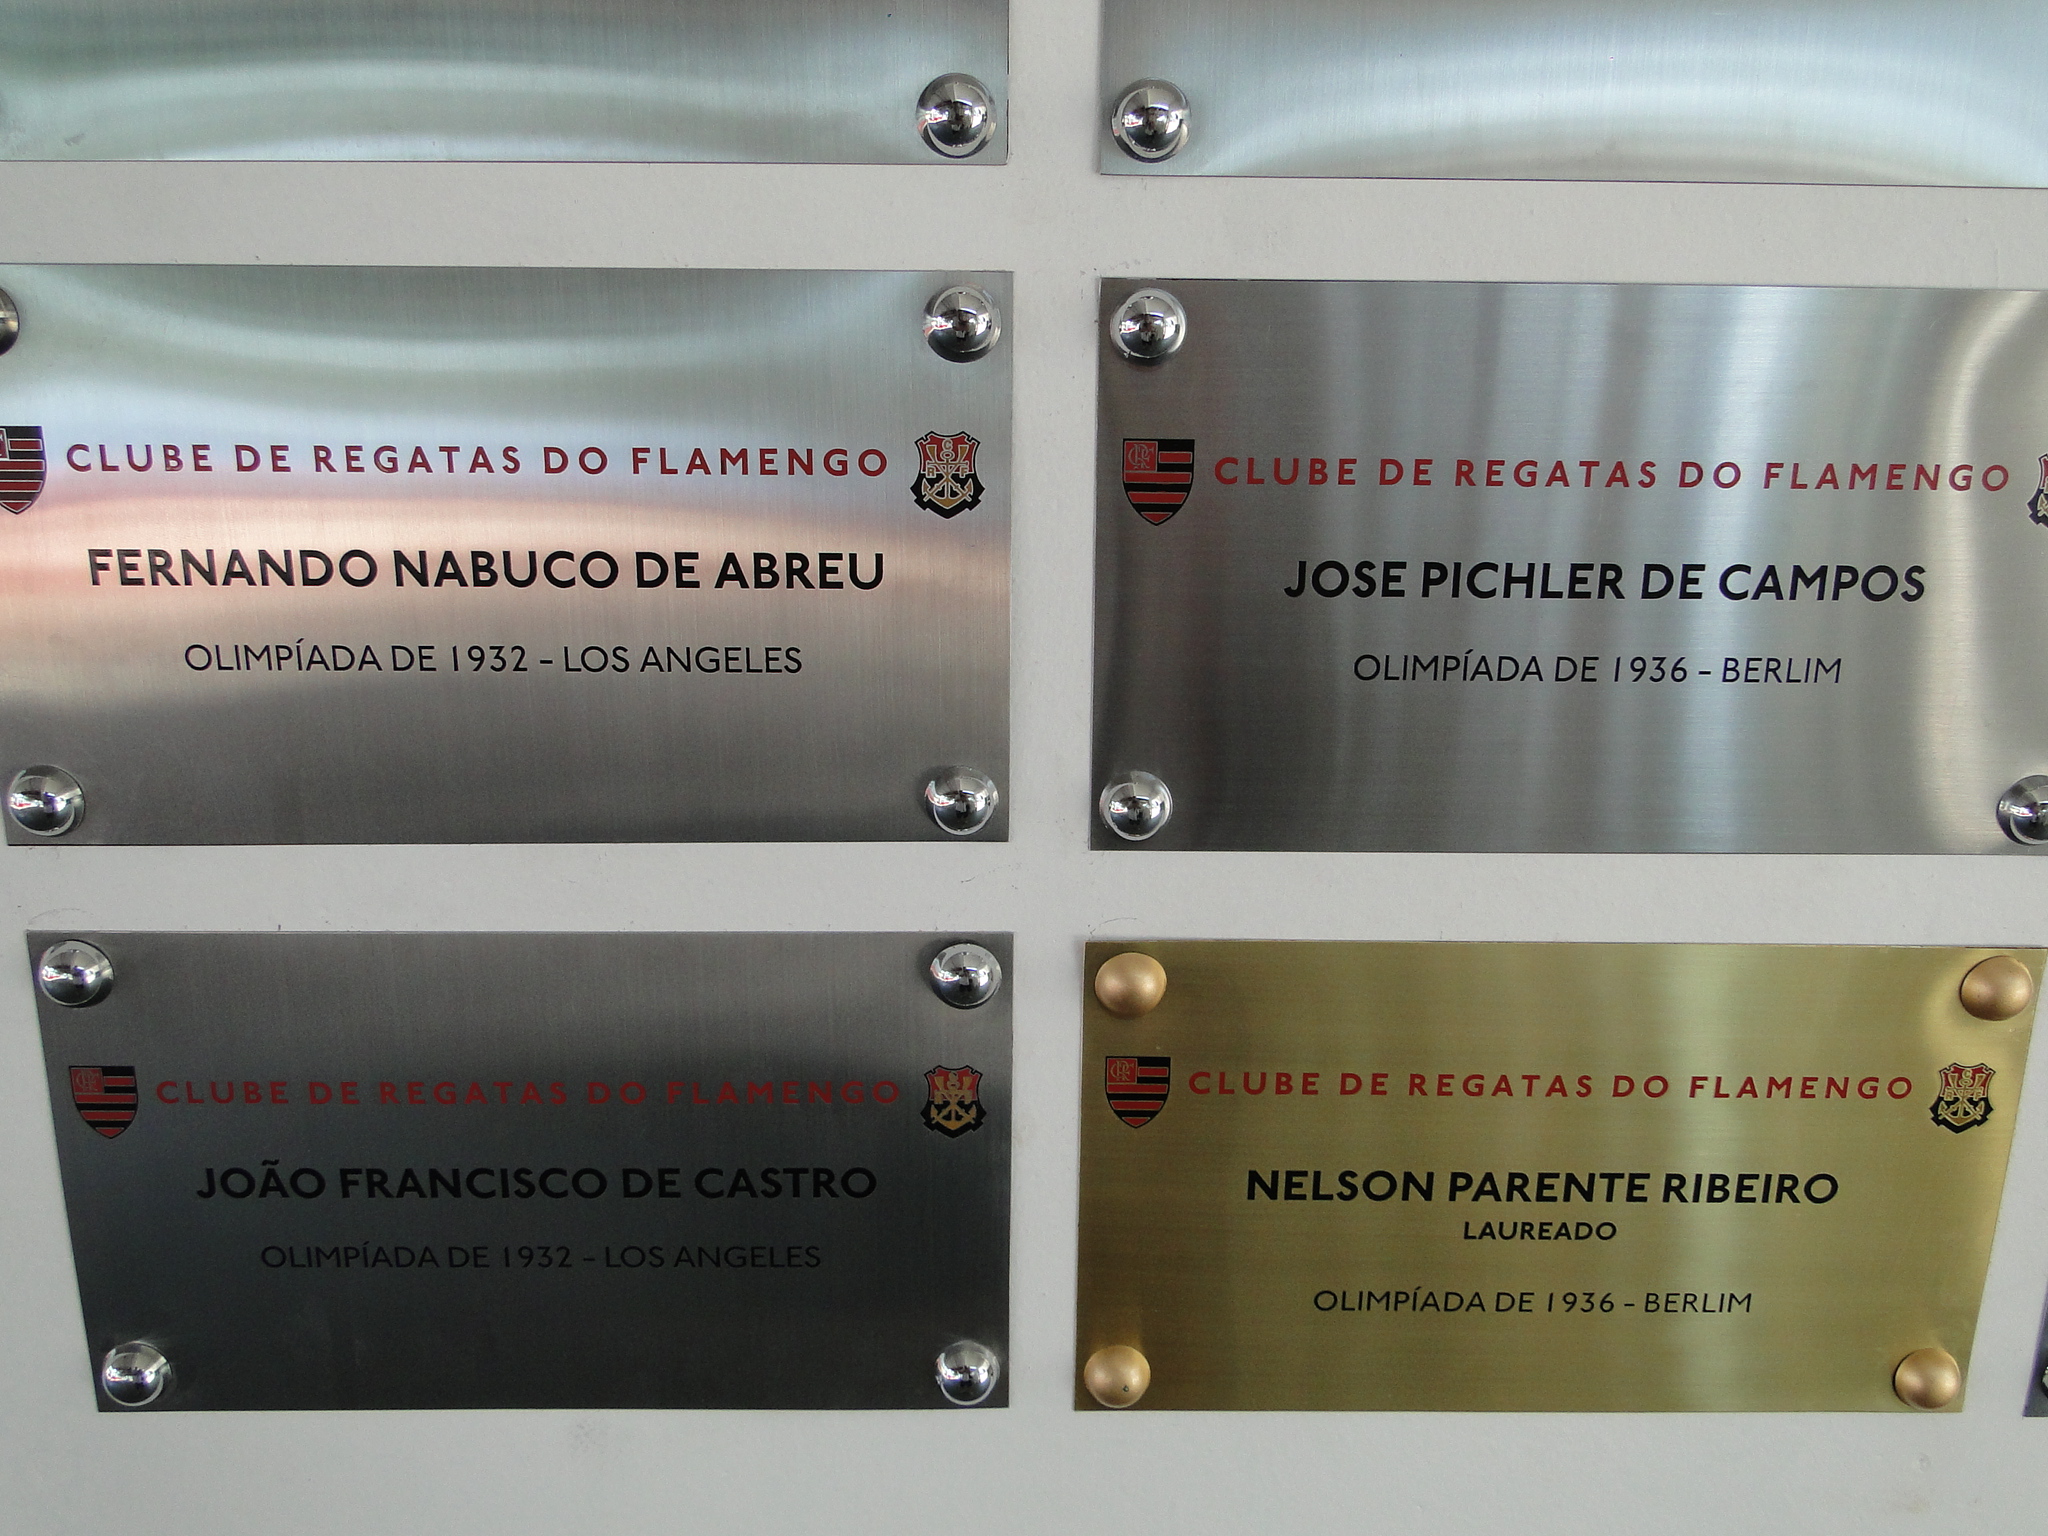 CLUBE DE REGATAS DO FLAMENGO
FERNANDO NABUCO DE ABREU
OLIMPÍADA DE 1932 - LOS ANGELES
CLUBE DE REGATAS DO FLAMENGO
JOSE PICHLER DE CAMPOS
OLIMPÍADA DE 1936 - BERLIM
CLUBE DE REGATAS DO FLAMENGO
JOÃO FRANCISCO DE CASTRO
OLIMPÍADA DE 1932 - LOS ANGELES
CLUBE DE REGATAS DO FLAMENGO
NELSON PARENTE RIBEIRO
LAUREADO
OLIMPÍADA DE 1936 - BERLIM